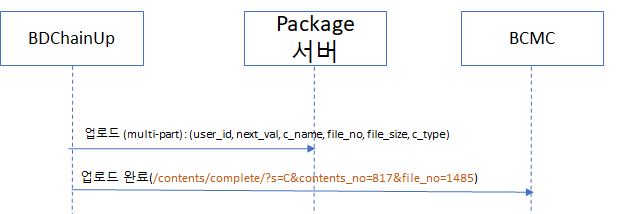 BDChainUp
Package
서버
BCMC
업로드 (multi-part) : (user_id, next_val, c_name, file_no, file_size, c_type)
업로드 완료(/contents/complete/?s=C&contents_no=817&file_no=1485)